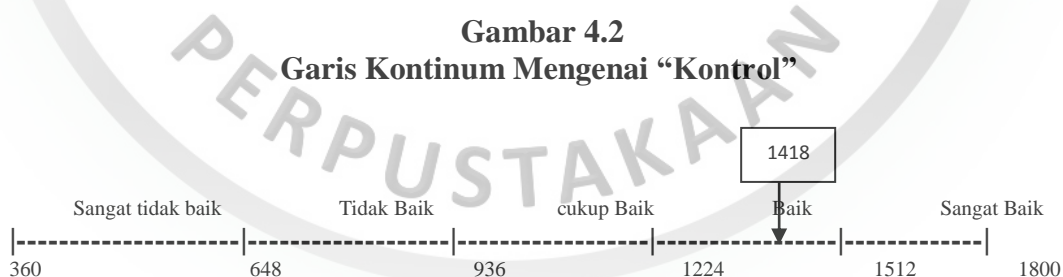 Gambar 4.2
Garis Kontinum Mengenai “Kontrol”
PERPUSTAKAAN
1418
Sangat tidak baik Tidak Baik cukup Baik Baik Sangat Baik
360 648 936 1224 1512 1800